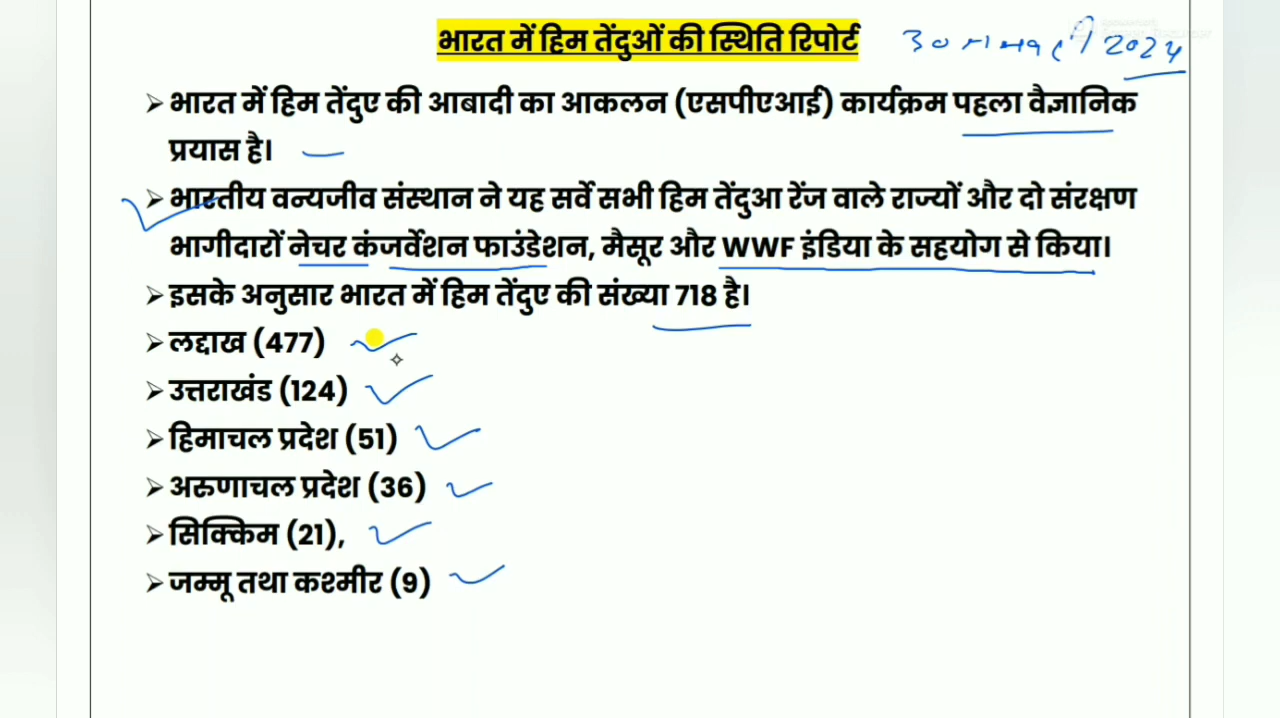 भारत में हिम तेंदुओं की स्थिति रिपोर्ट 30 जनवरी 2024
➢ भारत में हिम तेंदुए की आबादी का आकलन (एसपीएआई) कार्यक्रम पहला वैज्ञानिक
प्रयास है।
➢ भारतीय वन्यजीव संस्थान ने यह सर्वे सभी हिम तेंदुआ रेंज वाले राज्यों और दो संरक्षण
भागीदारों नेचर कंजर्वेशन फाउंडेशन, मैसूर और WWF इंडिया के सहयोग से किया।
➢ इसके अनुसार भारत में हिम तेंदुए की संख्या 718 है।
➢ लद्दाख (477)
➢ उत्तराखंड (124)
➢ हिमाचल प्रदेश (51)
➢ अरुणाचल प्रदेश (36)
➢ सिक्किम (21),
➢ जम्मू तथा कश्मीर (9)